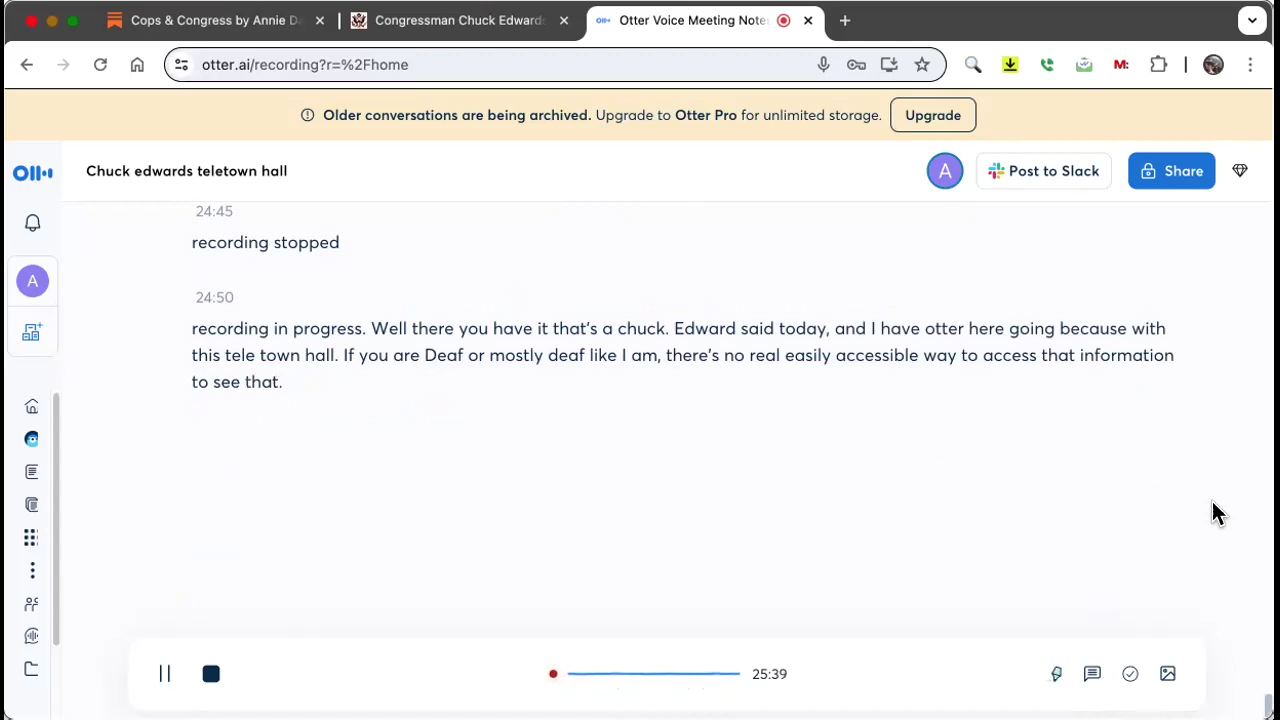 Cops & Congress by Annie Da
Congressman Chuck Edwards
Otter Voice Meeting Note
otter.ai/recording?r=%2Fhome
M:
Older conversations are being archived. Upgrade to Otter Pro for unlimited storage.
Upgrade
Chuck edwards teletown hall
A
Post to Slack
Share
A
24:45
recording stopped
24:50
recording in progress. Well there you have it that's a chuck. Edward said today, and I have otter here going because with
this tele town hall. If you are Deaf or mostly deaf like I am, there's no real easily accessible way to access that information
to see that.
25:39